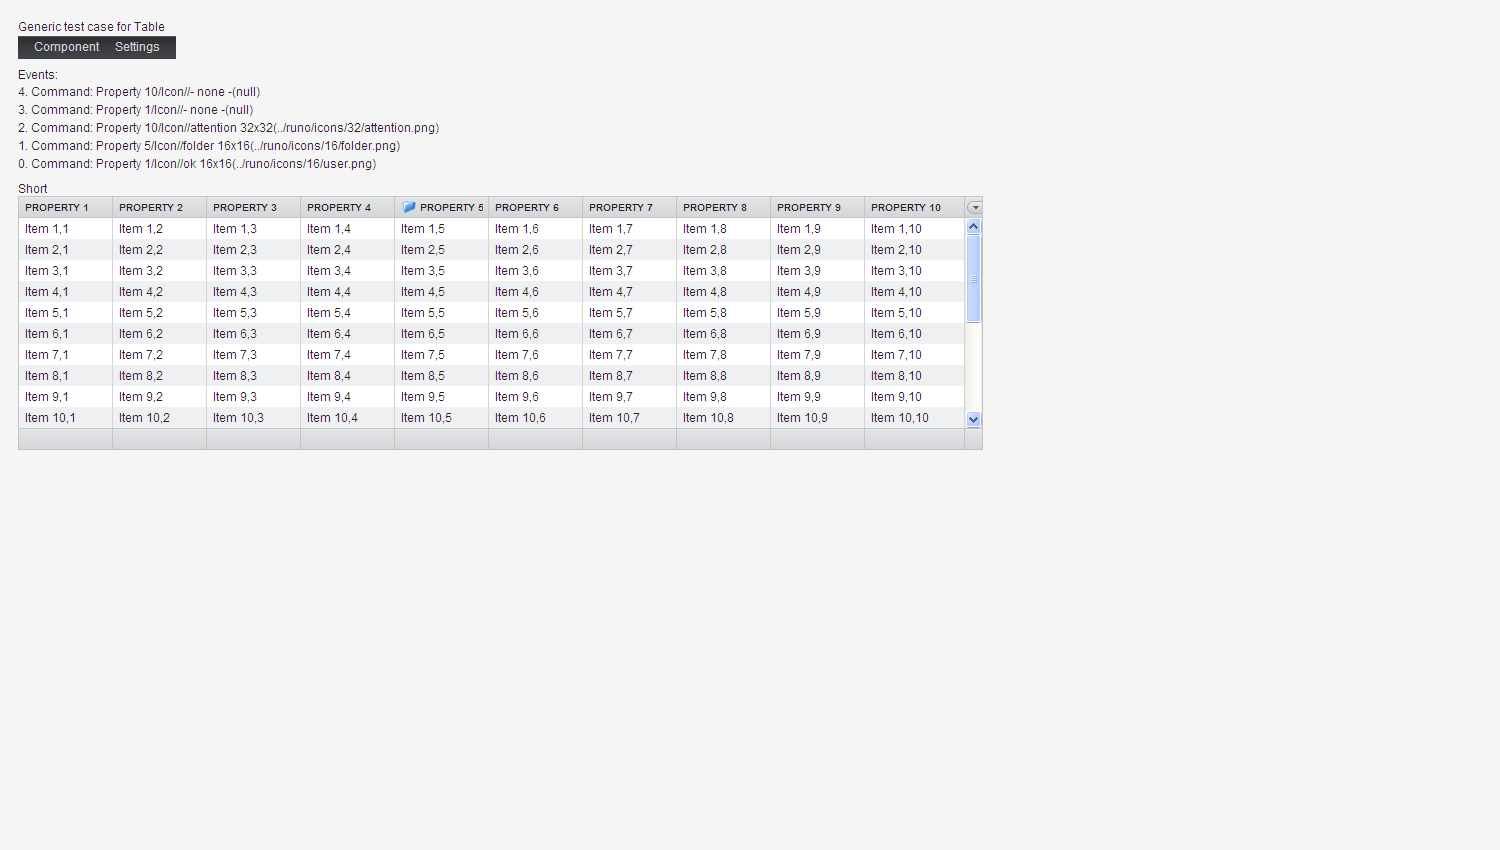 Generic test case for Table
Component Settings
Events:
4. Command: Property 10/Icon//- none -(null)
3. Command: Property 1/Icon//- none -(null)
2. Command: Property 10/Icon//attention 32x32(../runo/icons/32/attention.png)
1. Command: Property 5/Icon//folder 16x16(../runo/icons/16/folder.png)
0. Command: Property 1/Icon//ok 16x16(../runo/icons/16/user.png)
Short
PROPERTY 1 PROPERTY 2 PROPERTY 3 PROPERTY 4 PROPERTY 5 PROPERTY 6 PROPERTY 7 PROPERTY 8 PROPERTY 9 PROPERTY 10
Item 1,1 Item 1,2 Item 1,3 Item 1,4 Item 1,5 Item 1,6 Item 1,7 Item 1,8 Item 1,9 Item 1,10
Item 2,1 Item 2,2 Item 2,3 Item 2,4 Item 2,5 Item 2,6 Item 2,7 Item 2,8 Item 2,9 Item 2,10
Item 3,1 Item 3,2 Item 3,3 Item 3,4 Item 3,5 Item 3,6 Item 3,7 Item 3,8 Item 3,9 Item 3,10
Item 4,1 Item 4,2 Item 4,3 Item 4,4 Item 4,5 Item 4,6 Item 4,7 Item 4,8 Item 4,9 Item 4,10
Item 5,1 Item 5,2 Item 5,3 Item 5,4 Item 5,5 Item 5,6 Item 5,7 Item 5,8 Item 5,9 Item 5,10
Item 6,1 Item 6,2 Item 6,3 Item 6,4 Item 6,5 Item 6,6 Item 6,7 Item 6,8 Item 6,9 Item 6,10
Item 7,1 Item 7,2 Item 7,3 Item 7,4 Item 7,5 Item 7,6 Item 7,7 Item 7,8 Item 7,9 Item 7,10
Item 8,1 Item 8,2 Item 8,3 Item 8,4 Item 8,5 Item 8,6 Item 8,7 Item 8,8 Item 8,9 Item 8,10
Item 9,1 Item 9,2 Item 9,3 Item 9,4 Item 9,5 Item 9,6 Item 9,7 Item 9,8 Item 9,9 Item 9,10
Item 10,1 Item 10,2 Item 10,3 Item 10,4 Item 10,5 Item 10,6 Item 10,7 Item 10,8 Item 10,9 Item 10,10